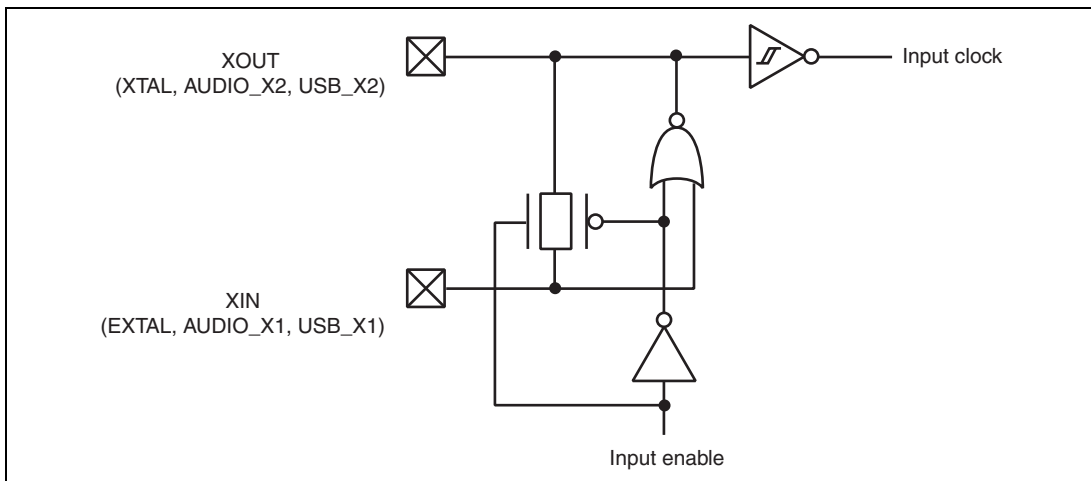 XOUT
(XTAL, AUDIO_X2, USB_X2)
Input clock
XIN
(EXTAL, AUDIO_X1, USB_X1)
Input enable